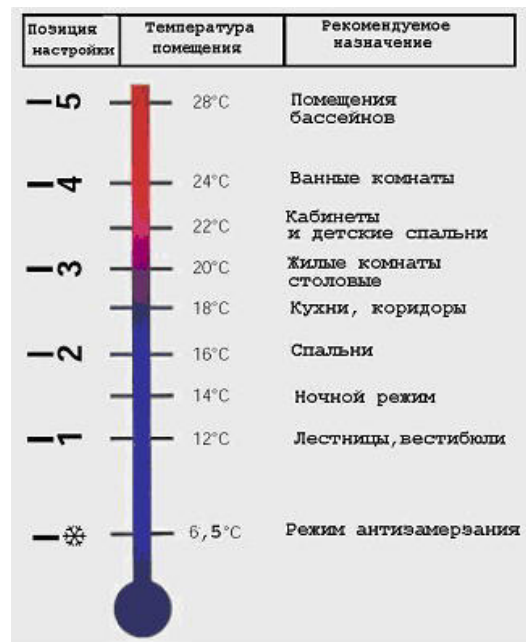 Позиция настройки
Температура помещения
Рекомендуемое назначение
5 28°C Помещения бассейнов
4 24°C Ванные комнаты
22°C Кабинеты и детские спальни
3 20°C Жилые комнаты столовые
18°C Кухни, коридоры
2 16°C Спальни
14°C Ночной режим
1 12°C Лестницы,вестибюли
6,5°C Режим антизамерзания